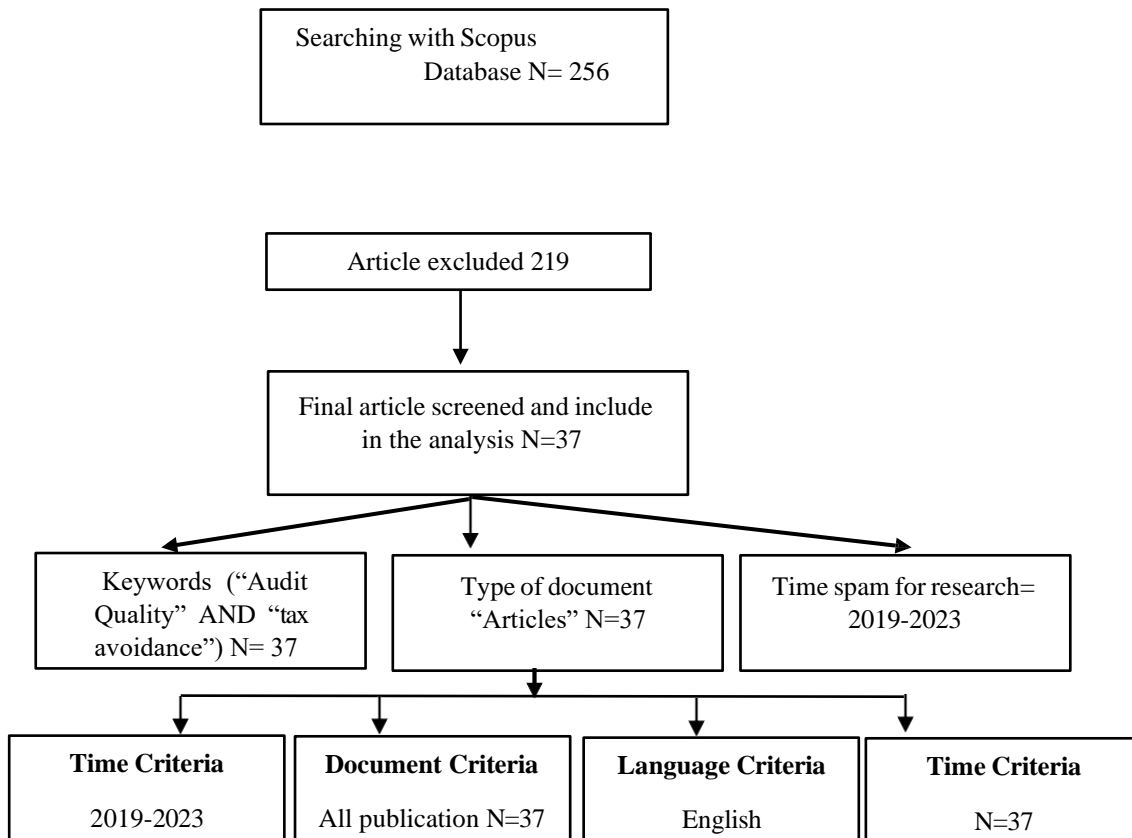 Searching with Scopus
Database N= 256
Article excluded 219
Final article screened and include
in the analysis N=37
Keywords (“Audit
Quality” AND “tax
avoidance”) N= 37
Type of document
“Articles” N=37
Time spam for research=
2019-2023
Time Criteria
2019-2023
Document Criteria
All publication N=37
Language Criteria
English
Time Criteria
N=37